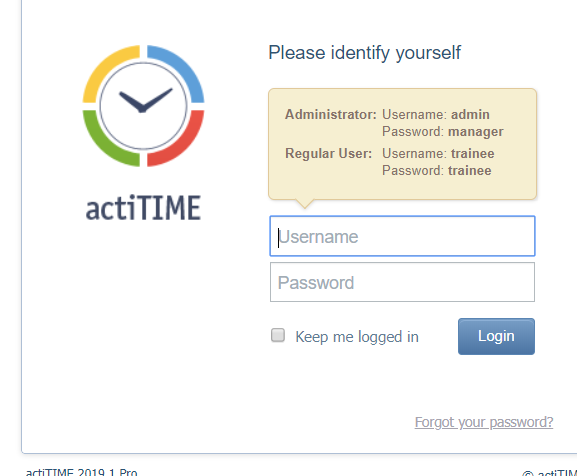 Please identify yourself
Administrator: Username: admin
Password: manager
Regular User: Username: trainee
Password: trainee
actiTIME
Username
Password
Keep me logged in
Login
Forgot your password?
actiTIME 2019.1 Pro
© actiTIM